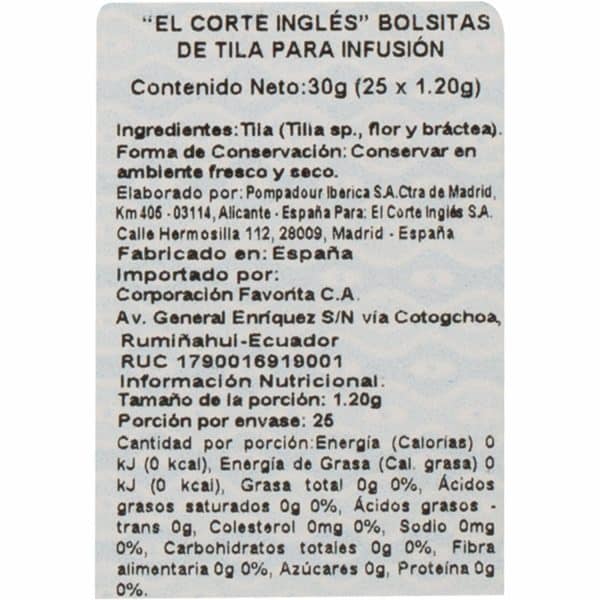 “EL CORTE INGLÉS” BOLSITAS
DE TILA PARA INFUSIÓN
Contenido Neto:30g (25 x 1.20g)
Ingredientes:Tila (Tilia sp., flor y bráctea).
Forma de Conservación: Conservar en
ambiente fresco y seco.
Elaborado por: Pompadour Iberica S.A.Ctra de Madrid,
Km 405 - 03114, Alicante - España Para: El Corte Inglés S.A.
Calle Hermosilla 112, 28009, Madrid - España
Fabricado en: España
Importado por:
Corporación Favorita C.A.
Av. General Enríquez S/N vía Cotogchoa,
Rumiñahui-Ecuador
RUC 1790016919001
Información Nutricional:
Tamaño de la porción: 1.20g
Porción por envase: 25
Cantidad por porción:Energía (Calorías) 0
kJ (0 kcal), Energía de Grasa (Cal. grasa) 0
kJ (0 kcal), Grasa total 0g 0%, Ácidos
grasos saturados 0g 0%, Ácidos grasos -
trans 0g, Colesterol 0mg 0%, Sodio 0mg
0%, Carbohidratos totales 0g 0%, Fibra
alimentaria 0g 0%, Azúcares 0g, Proteína 0g
0%.